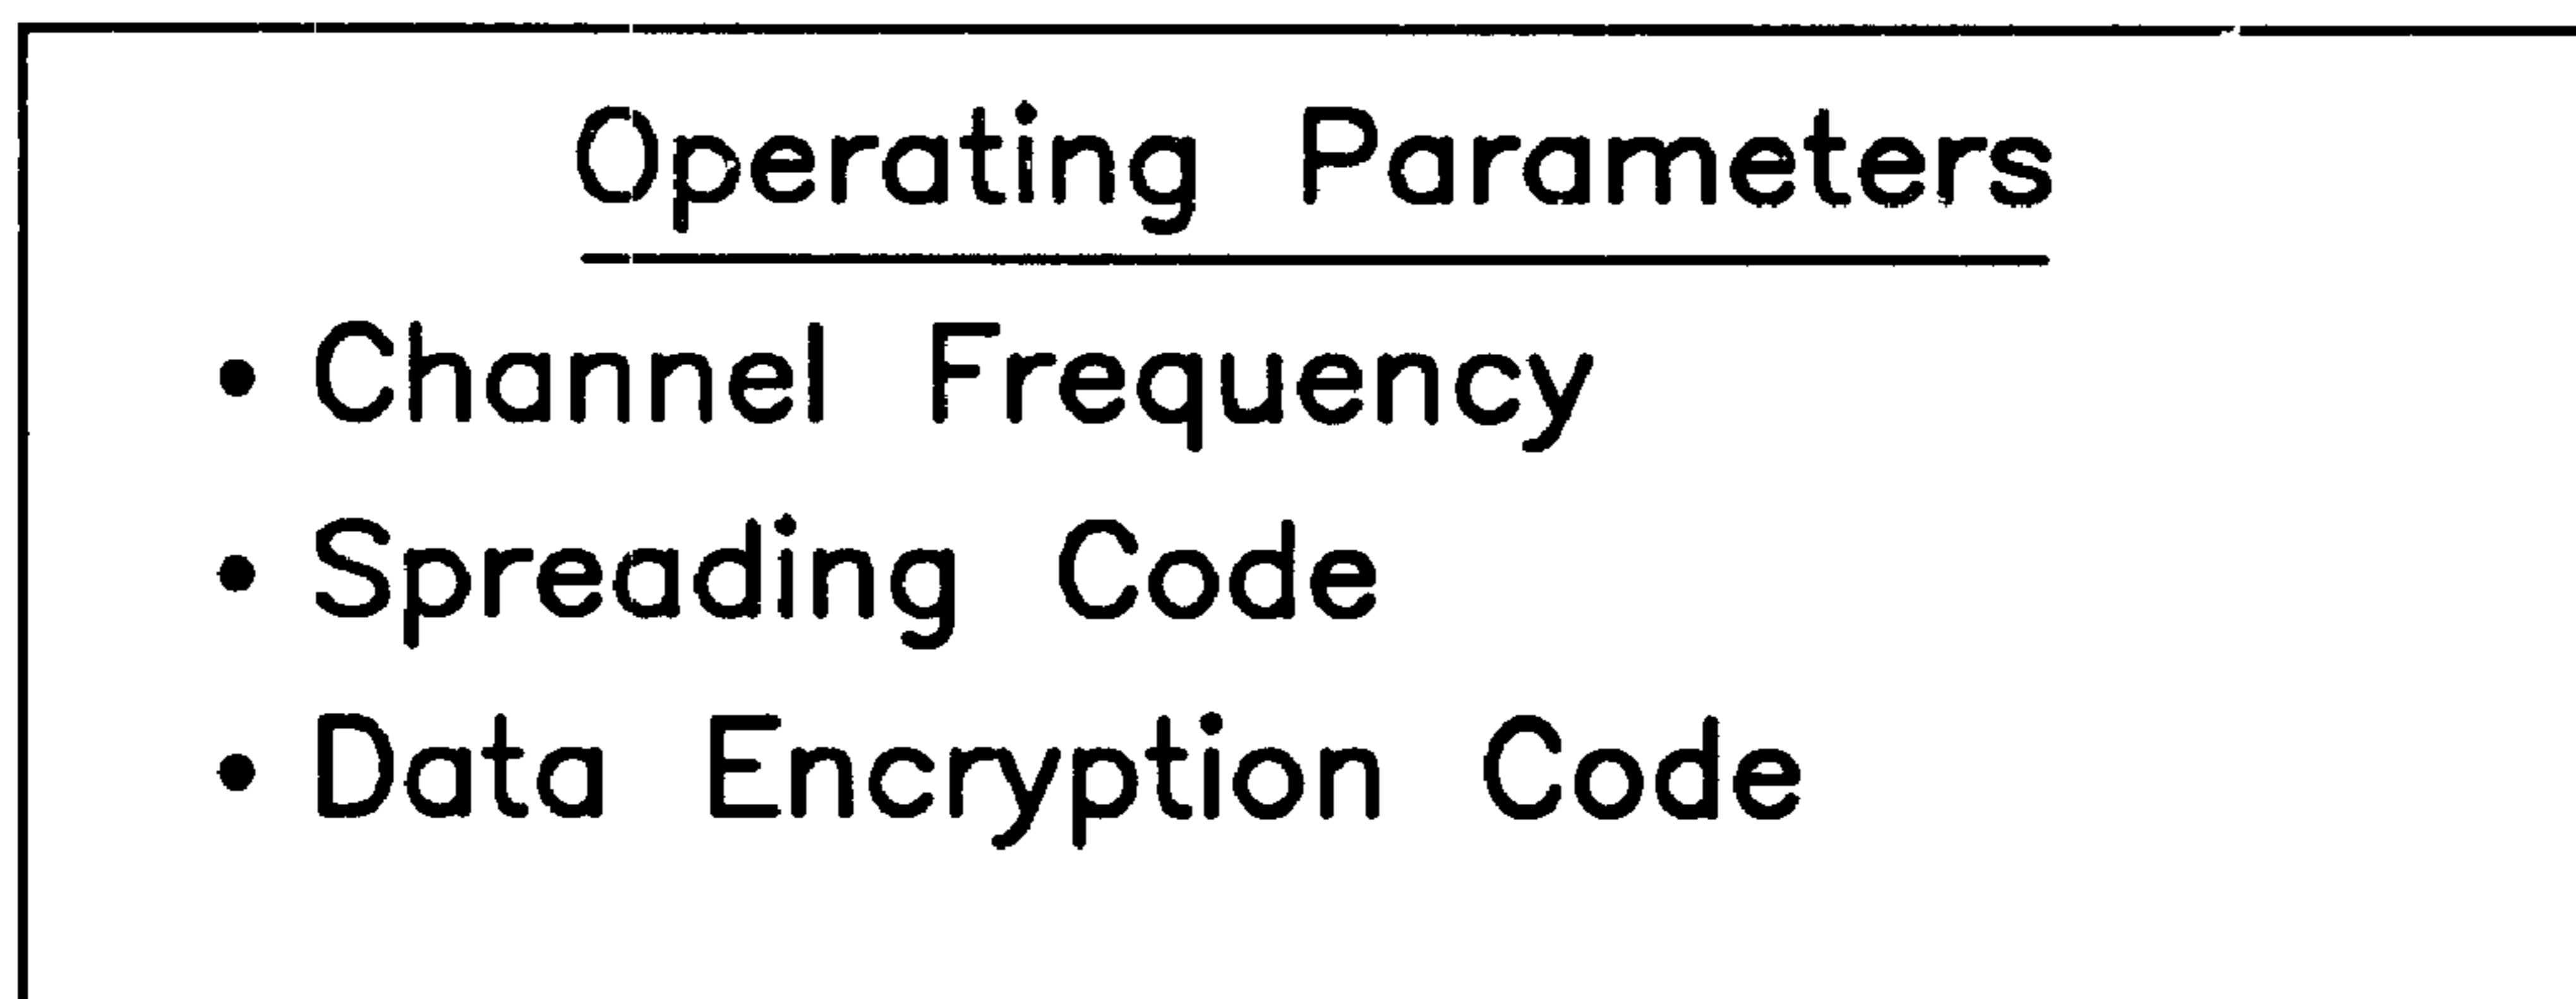 Operating Parameters
• Channel Frequency
• Spreading Code
• Data Encryption Code